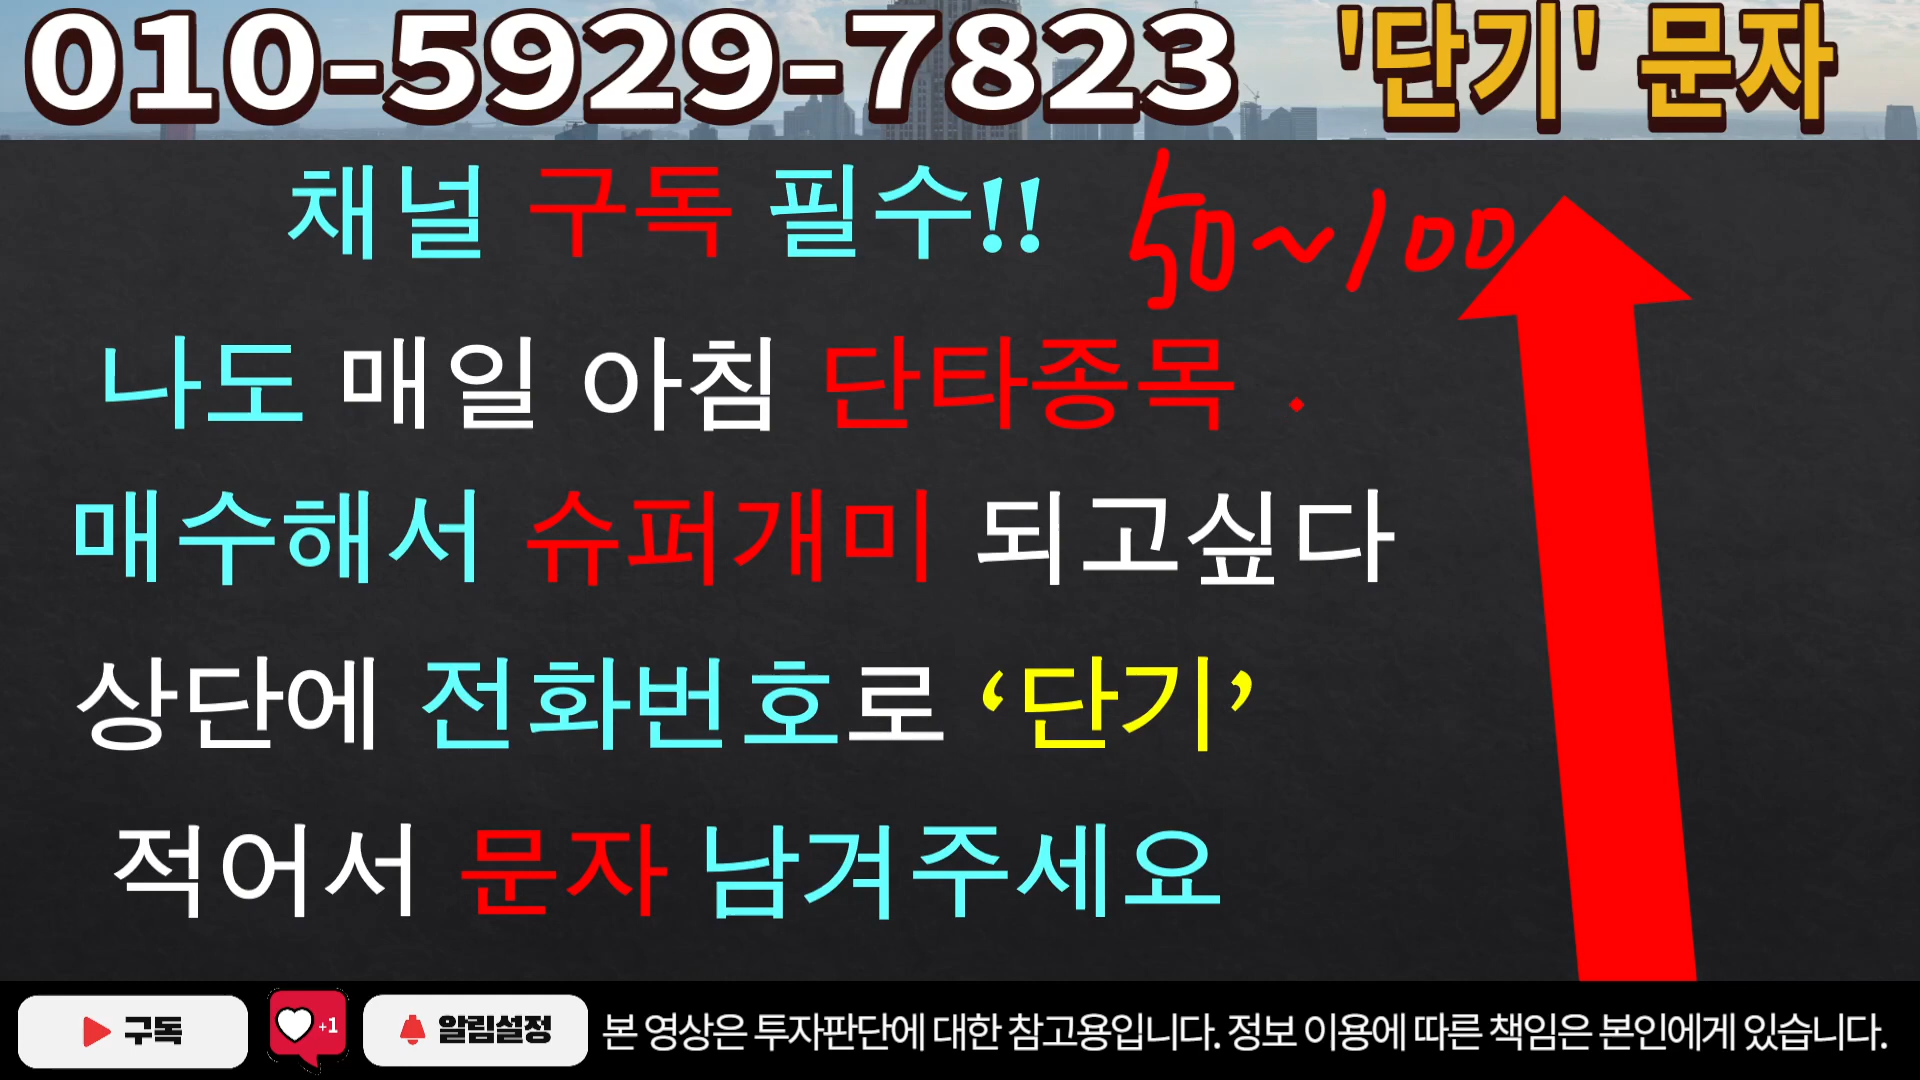 010-5929-7823 '단기' 문자
채널 구독 필수!! 50~100
나도 매일 아침 단타종목 .
매수해서 슈퍼개미 되고싶다
상단에 전화번호로 ‘단기’
적어서 문자 남겨주세요
구독 +1 알림설정 본 영상은 투자판단에 대한 참고용입니다. 정보 이용에 따른 책임은 본인에게 있습니다.